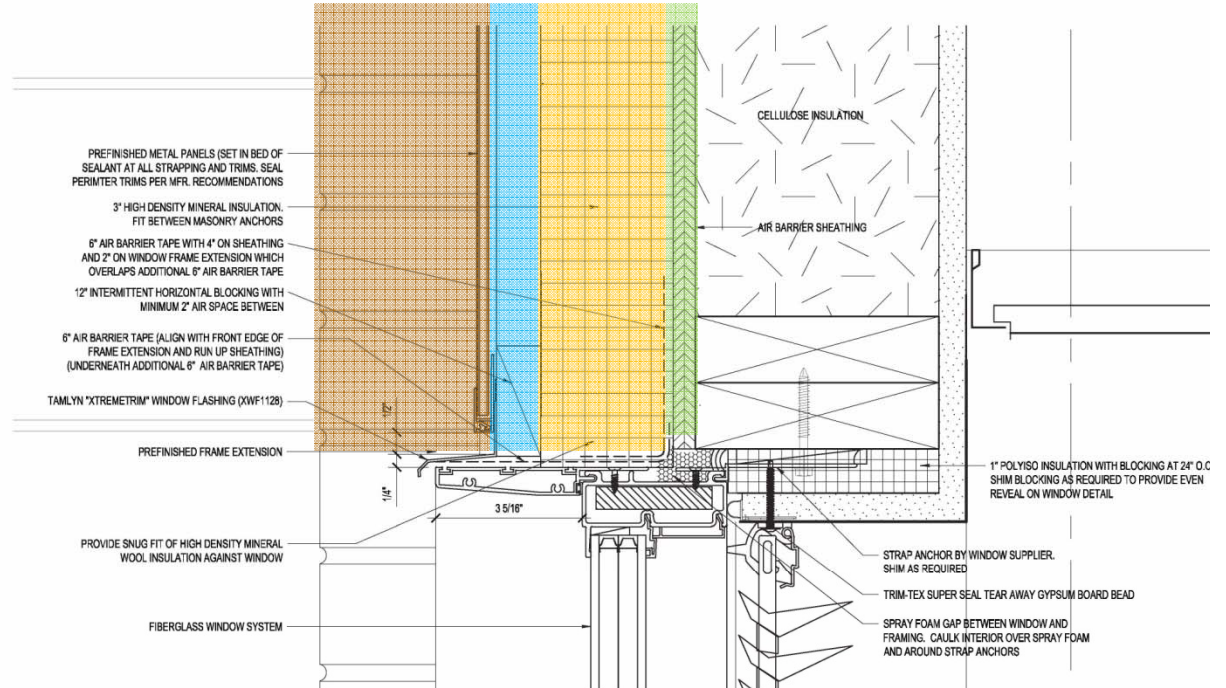 CELLULOSE INSULATION
PREFINISHED METAL PANELS (SET IN BED OF
SEALANT AT ALL STRAPPING AND TRIMS. SEAL
PERIMTER TRIMS PER MFR. RECOMMENDATIONS
3" HIGH DENSITY MINERAL INSULATION.
FIT BETWEEN MASONRY ANCHORS
AIR BARRIER SHEATHING
6" AIR BARRIER TAPE WITH 4" ON SHEATHING
AND 2" ON WINDOW FRAME EXTENSION WHICH
OVERLAPS ADDITIONAL 6" AIR BARRIER TAPE
12" INTERMITTENT HORIZONTAL BLOCKING WITH
MINIMUM 2" AIR SPACE BETWEEN
6" AIR BARRIER TAPE (ALIGN WITH FRONT EDGE OF
FRAME EXTENSION AND RUN UP SHEATHING)
(UNDERNEATH ADDITIONAL 6" AIR BARRIER TAPE)
TAMLYN "XTREMETRIM" WINDOW FLASHING (XWF1128)
1/2"
PREFINISHED FRAME EXTENSION
1/4"
3 5/16"
1" POLYISO INSULATION WITH BLOCKING AT 24" O.C
SHIM BLOCKING AS REQUIRED TO PROVIDE EVEN
REVEAL ON WINDOW DETAIL
PROVIDE SNUG FIT OF HIGH DENSITY MINERAL
WOOL INSULATION AGAINST WINDOW
STRAP ANCHOR BY WINDOW SUPPLIER.
SHIM AS REQUIRED
TRIM-TEX SUPER SEAL TEAR AWAY GYPSUM BOARD BEAD
FIBERGLASS WINDOW SYSTEM
SPRAY FOAM GAP BETWEEN WINDOW AND
FRAMING. CAULK INTERIOR OVER SPRAY FOAM
AND AROUND STRAP ANCHORS